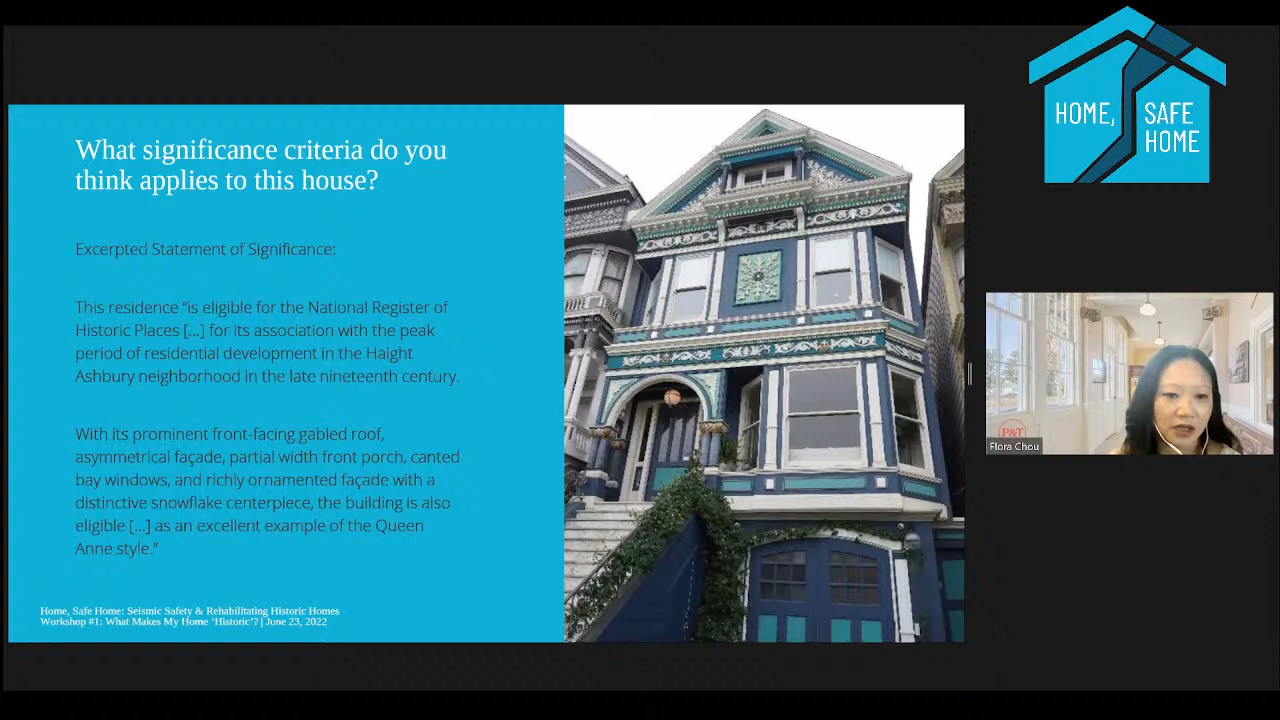 What significance criteria do you
think applies to this house?
Excerpted Statement of Significance:
This residence “is eligible for the National Register of
Historic Places [...] for its association with the peak
period of residential development in the Haight
Ashbury neighborhood in the late nineteenth century.
With its prominent front-facing gabled roof,
asymmetrical façade, partial width front porch, canted
bay windows, and richly ornamented façade with a
distinctive snowflake centerpiece, the building is also
eligible [...] as an excellent example of the Queen
Anne style.”
Home, Safe Home: Seismic Safety & Rehabilitating Historic Homes
Workshop #1: What Makes My Home ‘Historic’? | June 23, 2022
HOME, SAFE
HOME
P&T
Flora Chou